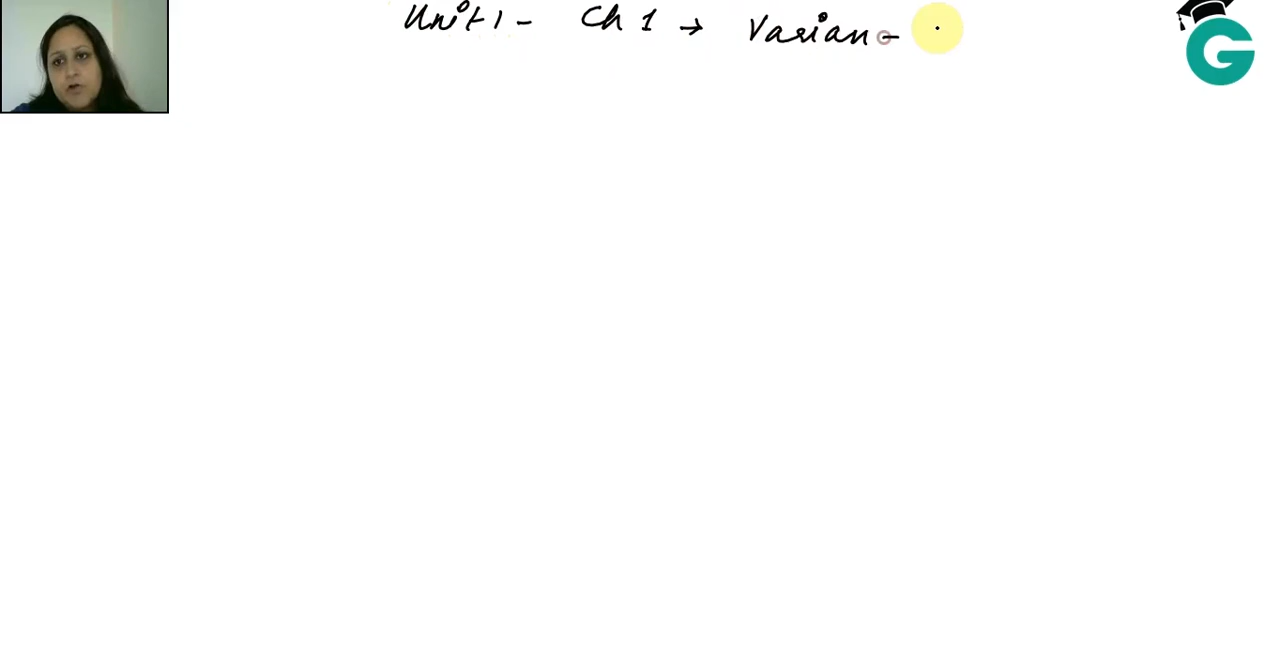 Unit 1 - Ch 1 → Varian -
G